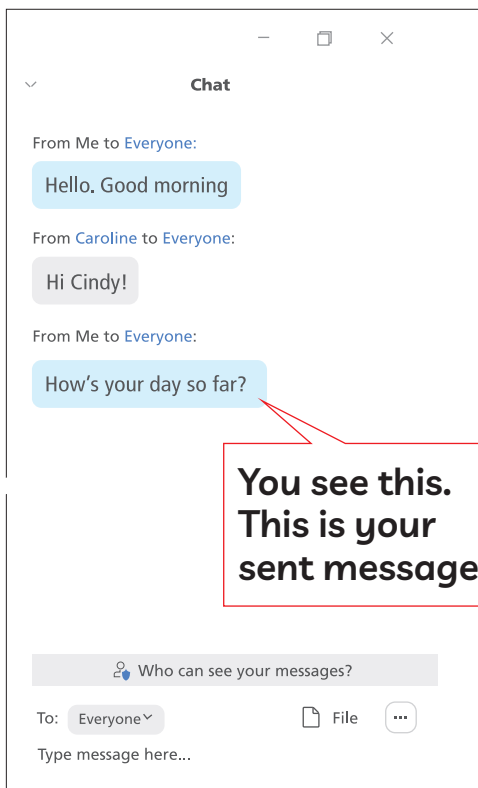 Chat
From Me to Everyone:
Hello. Good morning
From Caroline to Everyone:
Hi Cindy!
From Me to Everyone:
How's your day so far?
You see this.
This is your
sent message
Who can see your messages?
To: Everyone File
Type message here...